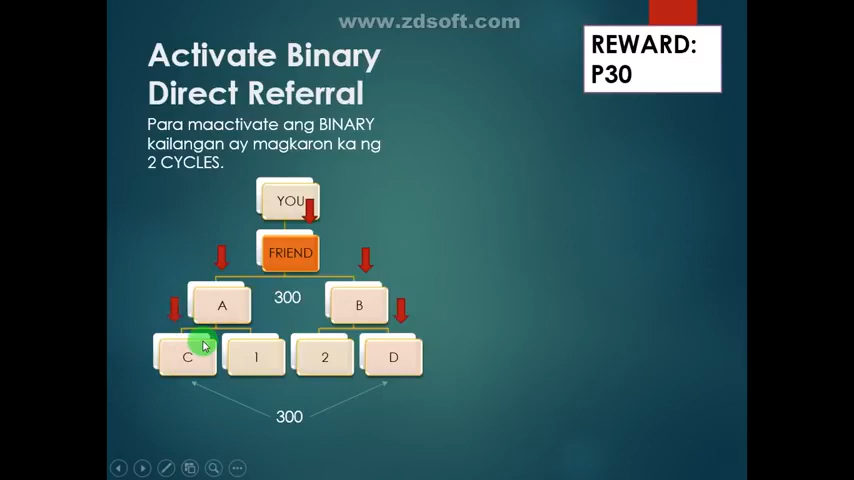 www.zdsoft.com
Activate Binary
Direct Referral
REWARD:
P30
Para maactivate ang BINARY
kailangan ay magkaron ka ng
2 CYCLES.
YOU
FRIEND
300
A
B
C
1
2
D
300